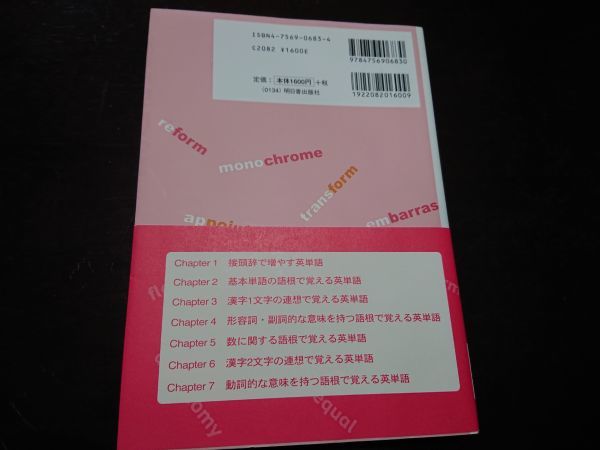 ISBN4-7569-0683-4
C2082 ¥1600E
9784756906830
定価：本体1600円＋税
(0134) 明日香出版社
1922082016009
reform
monochrome
transform
embarras
Chapter 1 接頭辞で増やす英単語
Chapter 2 基本単語の語根で覚える英単語
Chapter 3 漢字1文字の連想で覚える英単語
Chapter 4 形容詞・副詞的な意味を持つ語根で覚える英単語
Chapter 5 数に関する語根で覚える英単語
Chapter 6 漢字2文字の連想で覚える英単語
Chapter 7 動詞的な意味を持つ語根で覚える英単語
equal